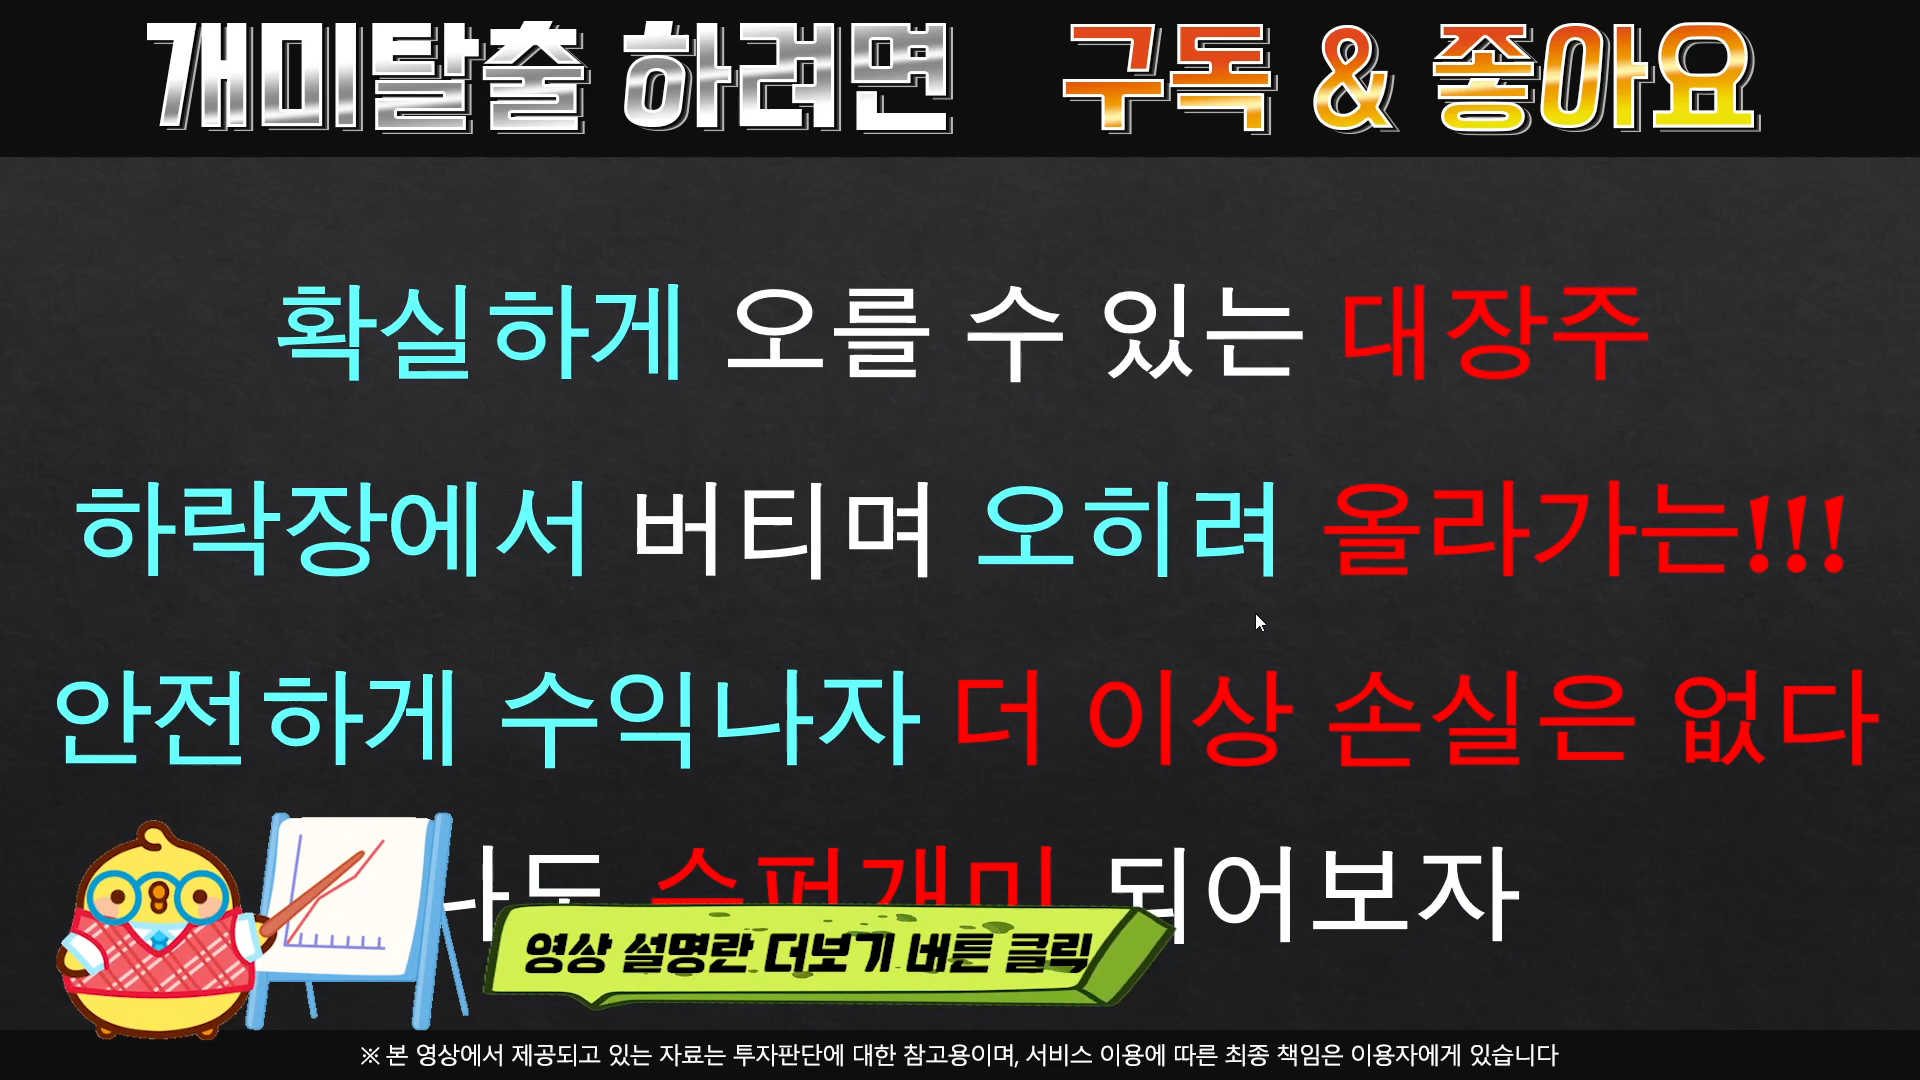 개미탈출 하려면 구독 & 좋아요
확실하게 오를 수 있는 대장주
하락장에서 버티며 오히려 올라가는!!!
안전하게 수익나자 더 이상 손실은 없다
나도 슈퍼개미 되어보자
영상 설명란 더보기 버튼 클릭
※ 본 영상에서 제공되고 있는 자료는 투자판단에 대한 참고용이며, 서비스 이용에 따른 최종 책임은 이용자에게 있습니다